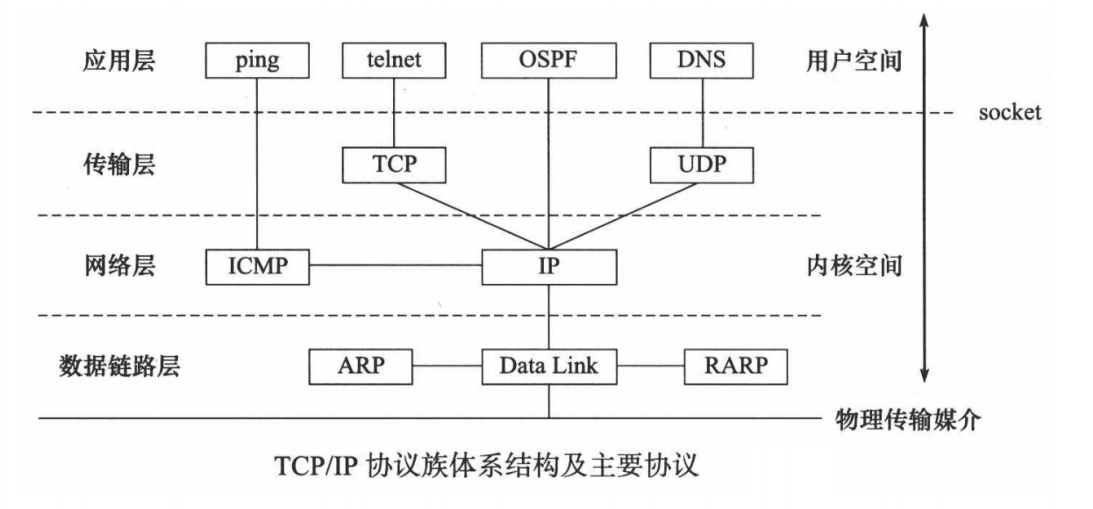 应用层 ping telnet OSPF DNS 用户空间
socket
传输层 TCP UDP
网络层 ICMP IP 内核空间
数据链路层 ARP Data Link RARP
物理传输媒介
TCP/IP 协议族体系结构及主要协议